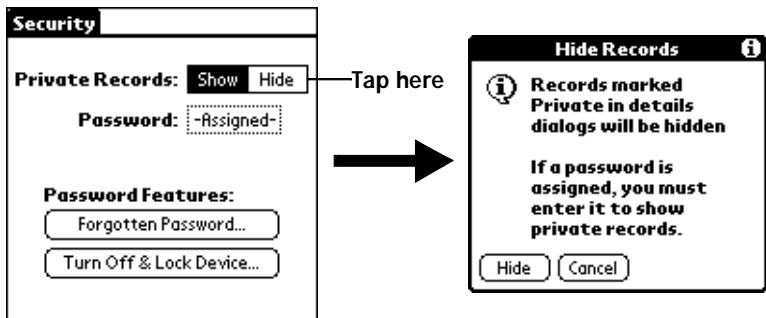 Security
Private Records: Show Hide
Tap here
Password: -Assigned-
Password Features:
Forgotten Password...
Turn Off & Lock Device...
Hide Records
Records marked
Private in details
dialogs will be hidden
If a password is
assigned, you must
enter it to show
private records.
Hide Cancel